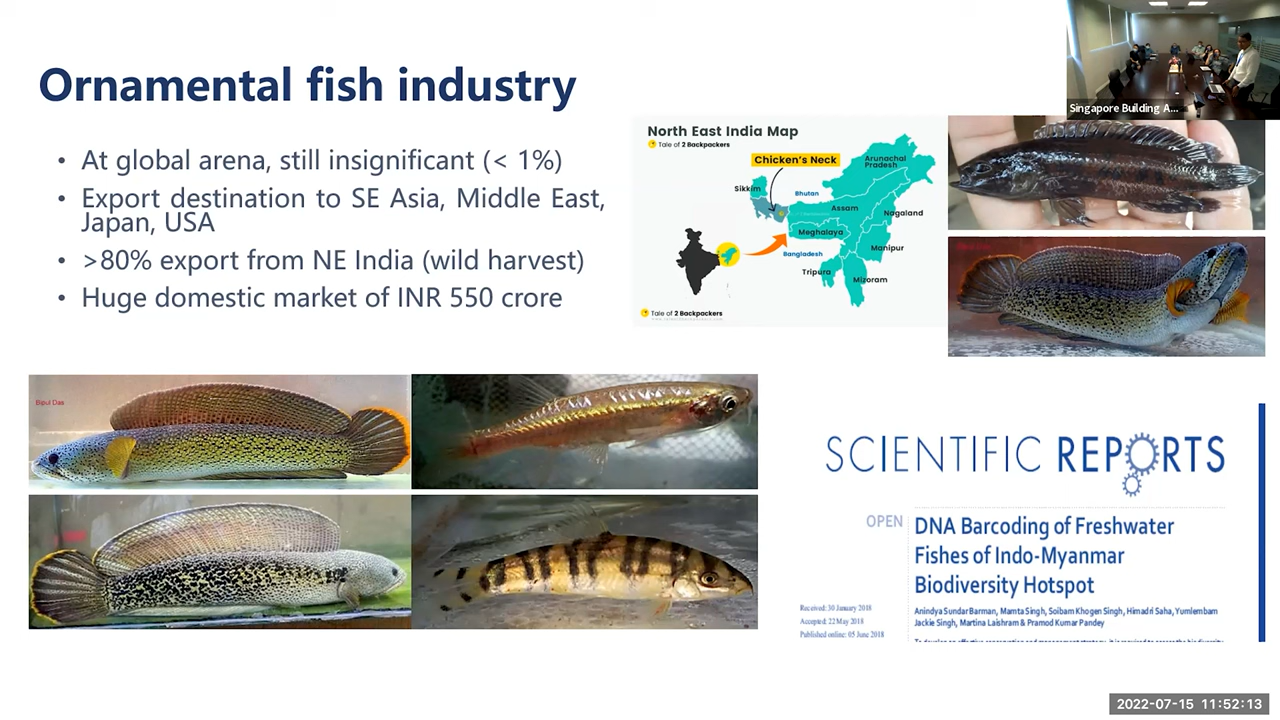 Ornamental fish industry
• At global arena, still insignificant (< 1%)
• Export destination to SE Asia, Middle East,
Japan, USA
• >80% export from NE India (wild harvest)
• Huge domestic market of INR 550 crore
North East India Map
Tale of 2 Backpackers
Chicken's Neck
Arunachal
Pradesh
Sikkim
Bhutan
Assam
Nagaland
Meghalaya
Manipur
Bangladesh
Tripura
Mizoram
Tale of 2 Backpackers
Singapore Building A...
Bipul Das
SCIENTIFIC REPORTS
OPEN
DNA Barcoding of Freshwater
Fishes of Indo-Myanmar
Biodiversity Hotspot
Received: 30 January 2018
Accepted: 22 May 2018
Published online: 05 June 2018
Anindya Sundar Barman, Mamta Singh, Soibam Khogen Singh, Himadri Saha, Yumlembam
Jackie Singh, Martina Laishram & Pramod Kumar Pandey
2022-07-15 11:52:13